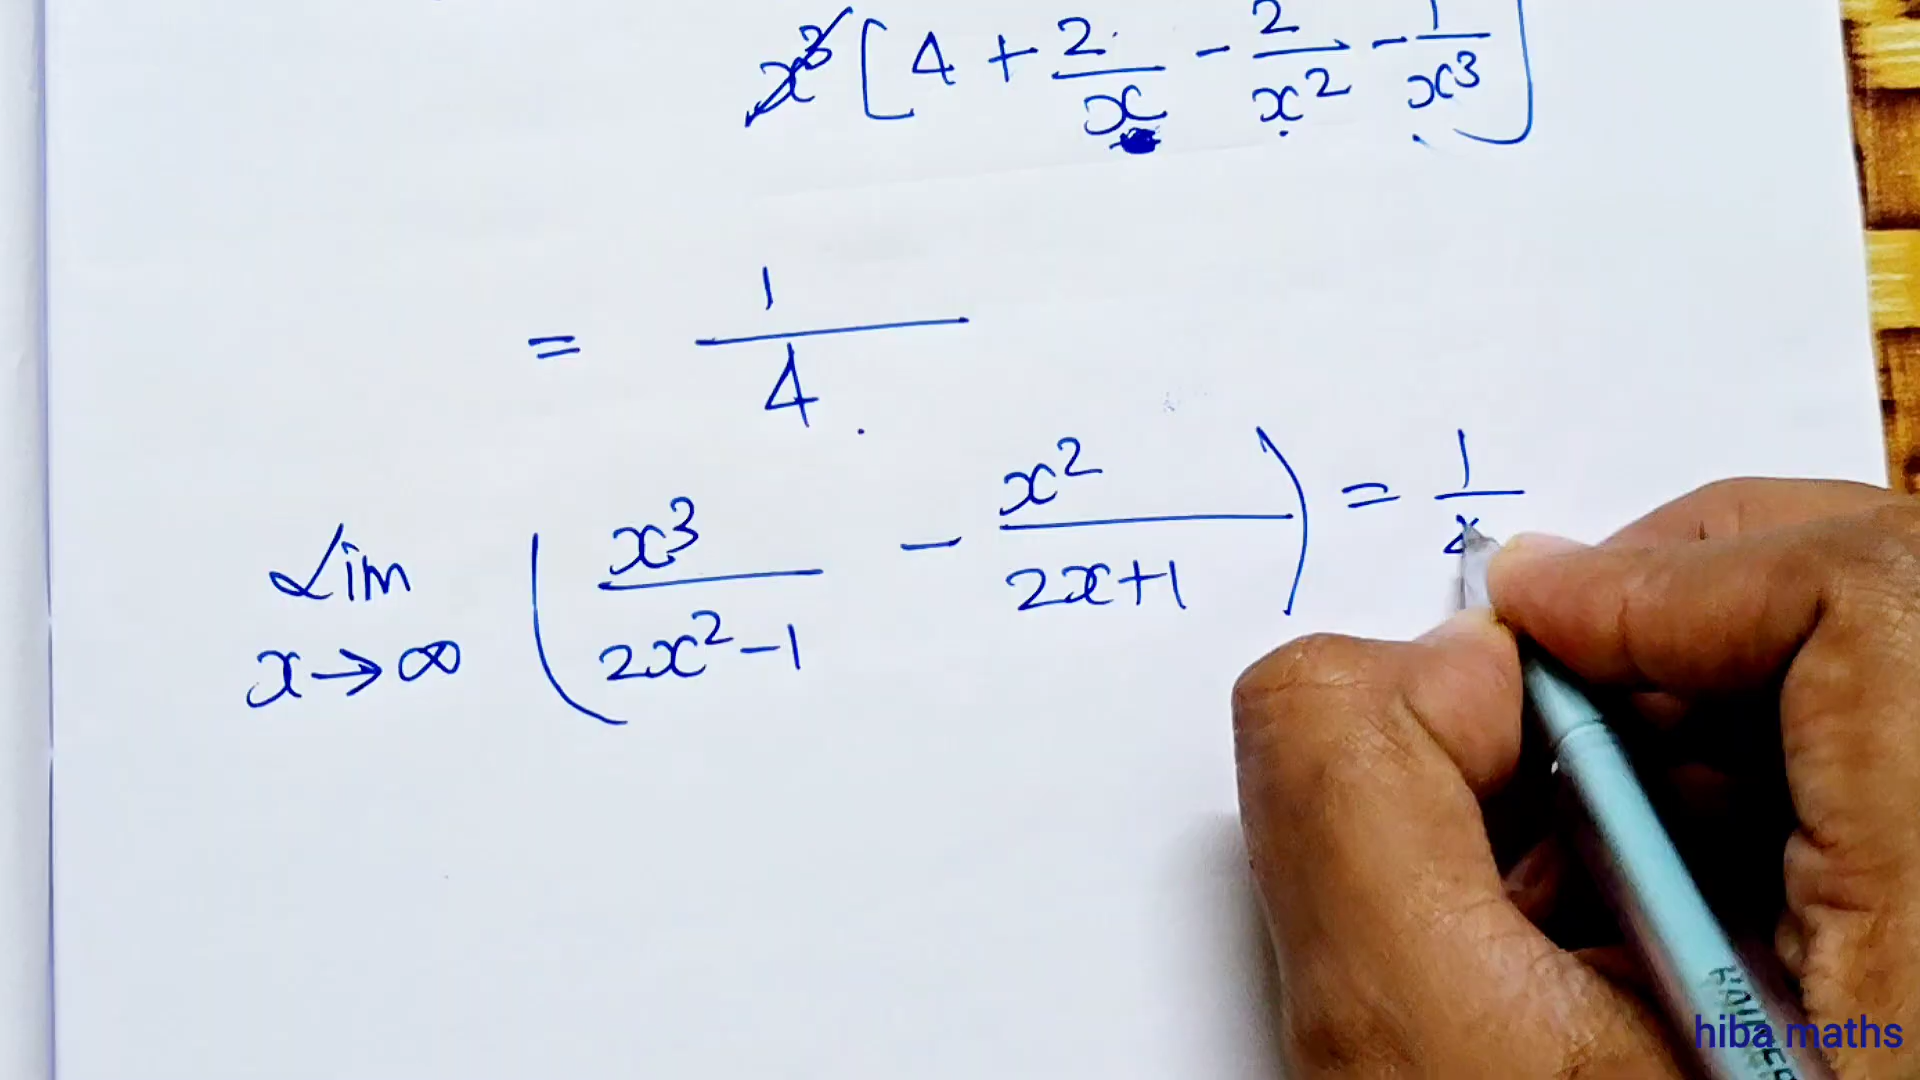 x³ [ 4 + 2/x - 2/x² - 1/x³ ]
= 1/4
Lim x→∞ ( x³/(2x²-1) - x²/(2x+1) ) = 1/
hiba maths